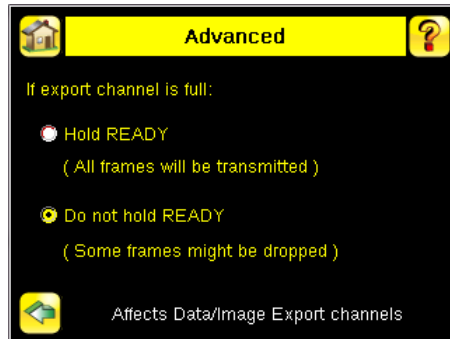 Advanced
?
If export channel is full:
Hold READY
( All frames will be transmitted )
Do not hold READY
( Some frames might be dropped )
Affects Data/Image Export channels